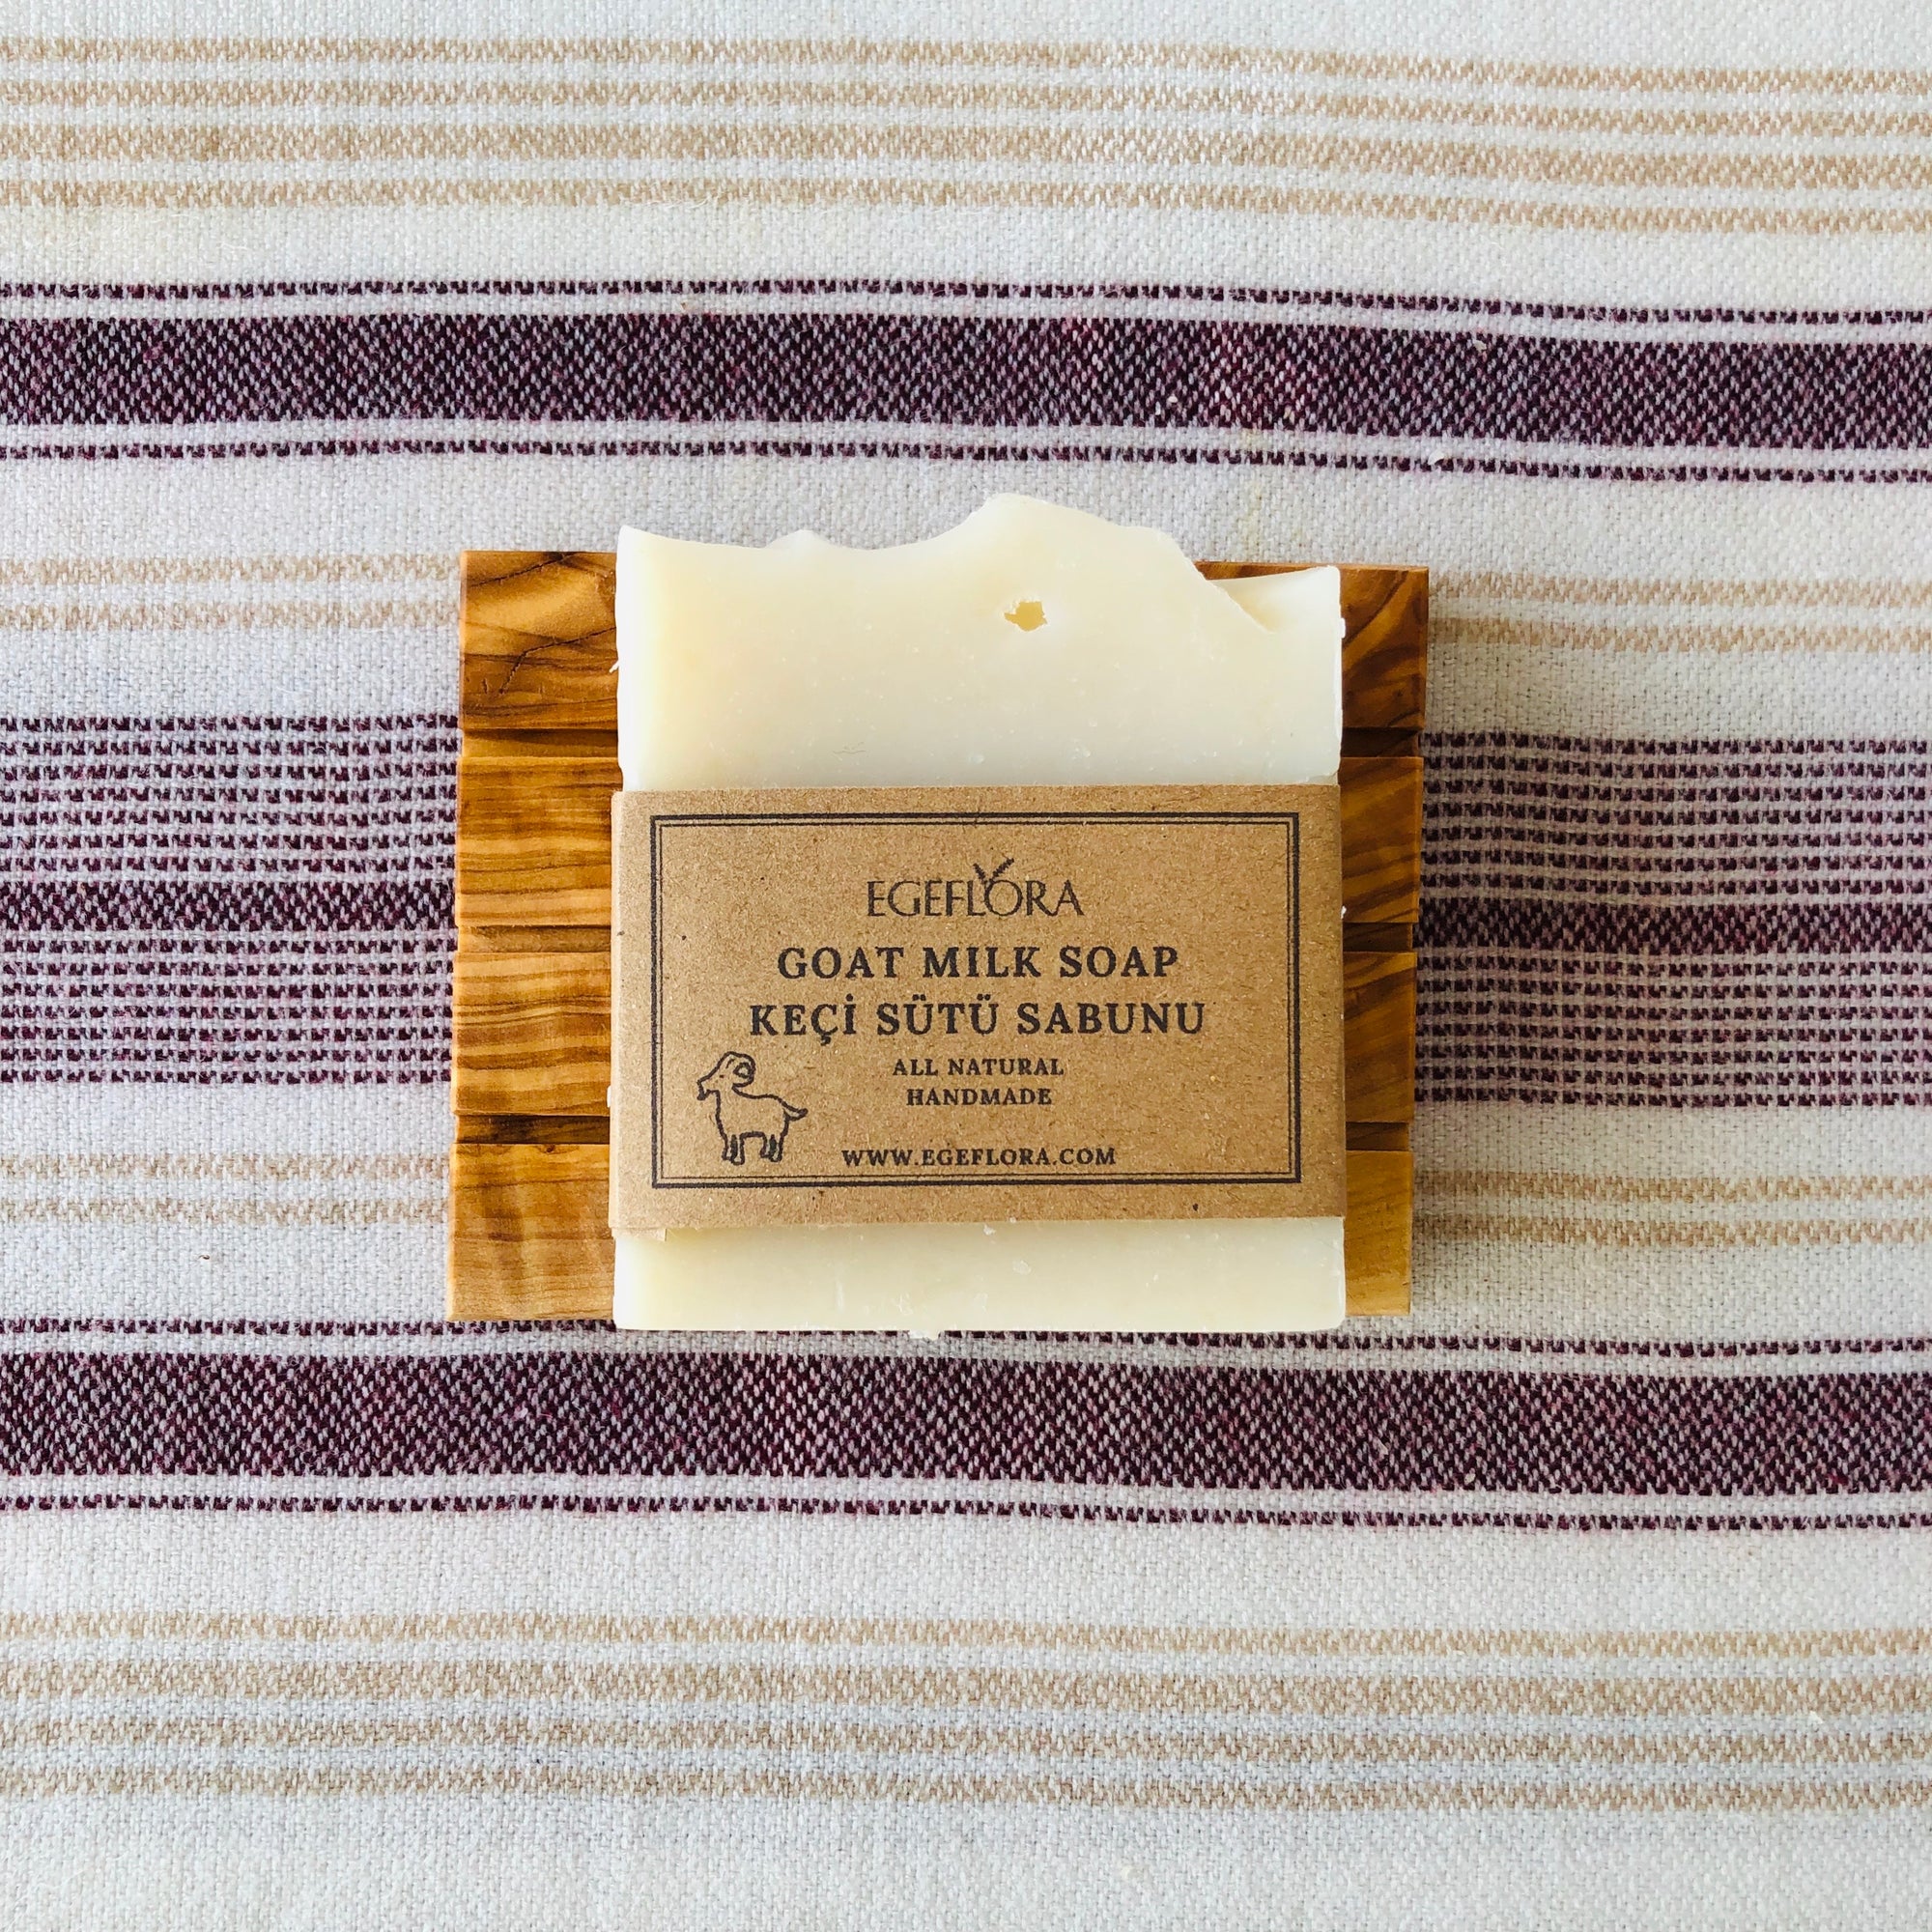 EGEFLORA
GOAT MILK SOAP
KEÇİ SÜTÜ SABUNU
ALL NATURAL
HANDMADE
WWW.EGEFLORA.COM